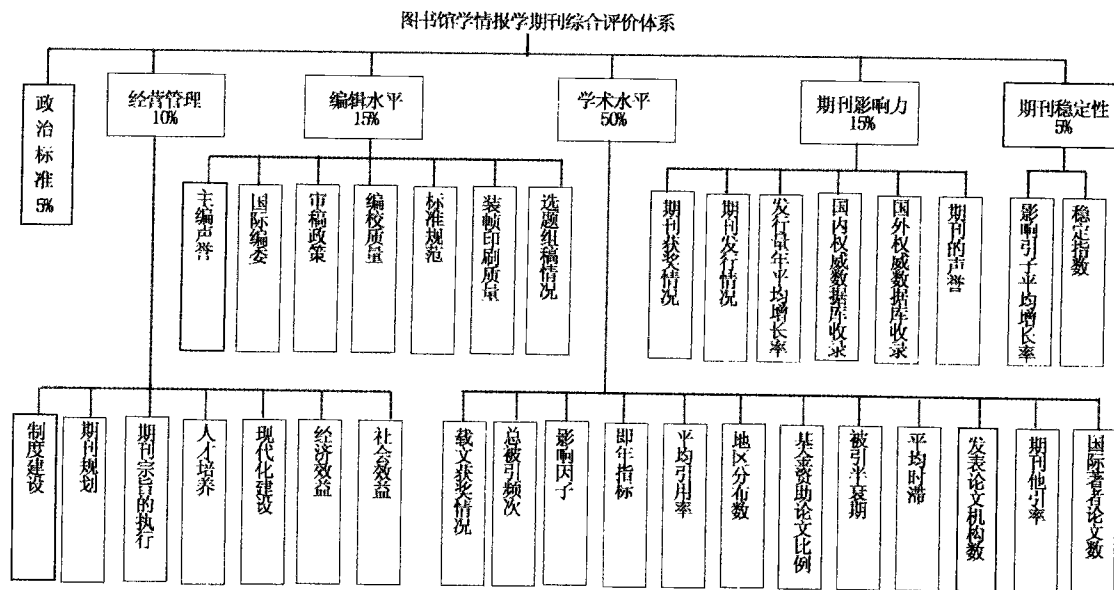 图书馆学情报学期刊综合评价体系
政治标准
5%
经营管理
10%
编辑水平
15%
学术水平
50%
期刊影响力
15%
期刊稳定性
5%
主编声誉
国际编委
审稿政策
编校质量
标准规范
装帧印刷质量
选题组稿情况
期刊获奖情况
期刊发行情况
发行量年平均增长率
国内权威数据库收录
国外权威数据库收录
期刊的声誉
影响引子平均增长率
稳定指数
制度建设
期刊规划
期刊宗旨的执行
人才培养
现代化建设
经济效益
社会效益
载文获奖情况
总被引频次
影响因子
即年指标
平均引用率
地区分布数
基金资助论文比例
被引半衰期
平均时滞
发表论文机构数
期刊他引率
国际著者论文数